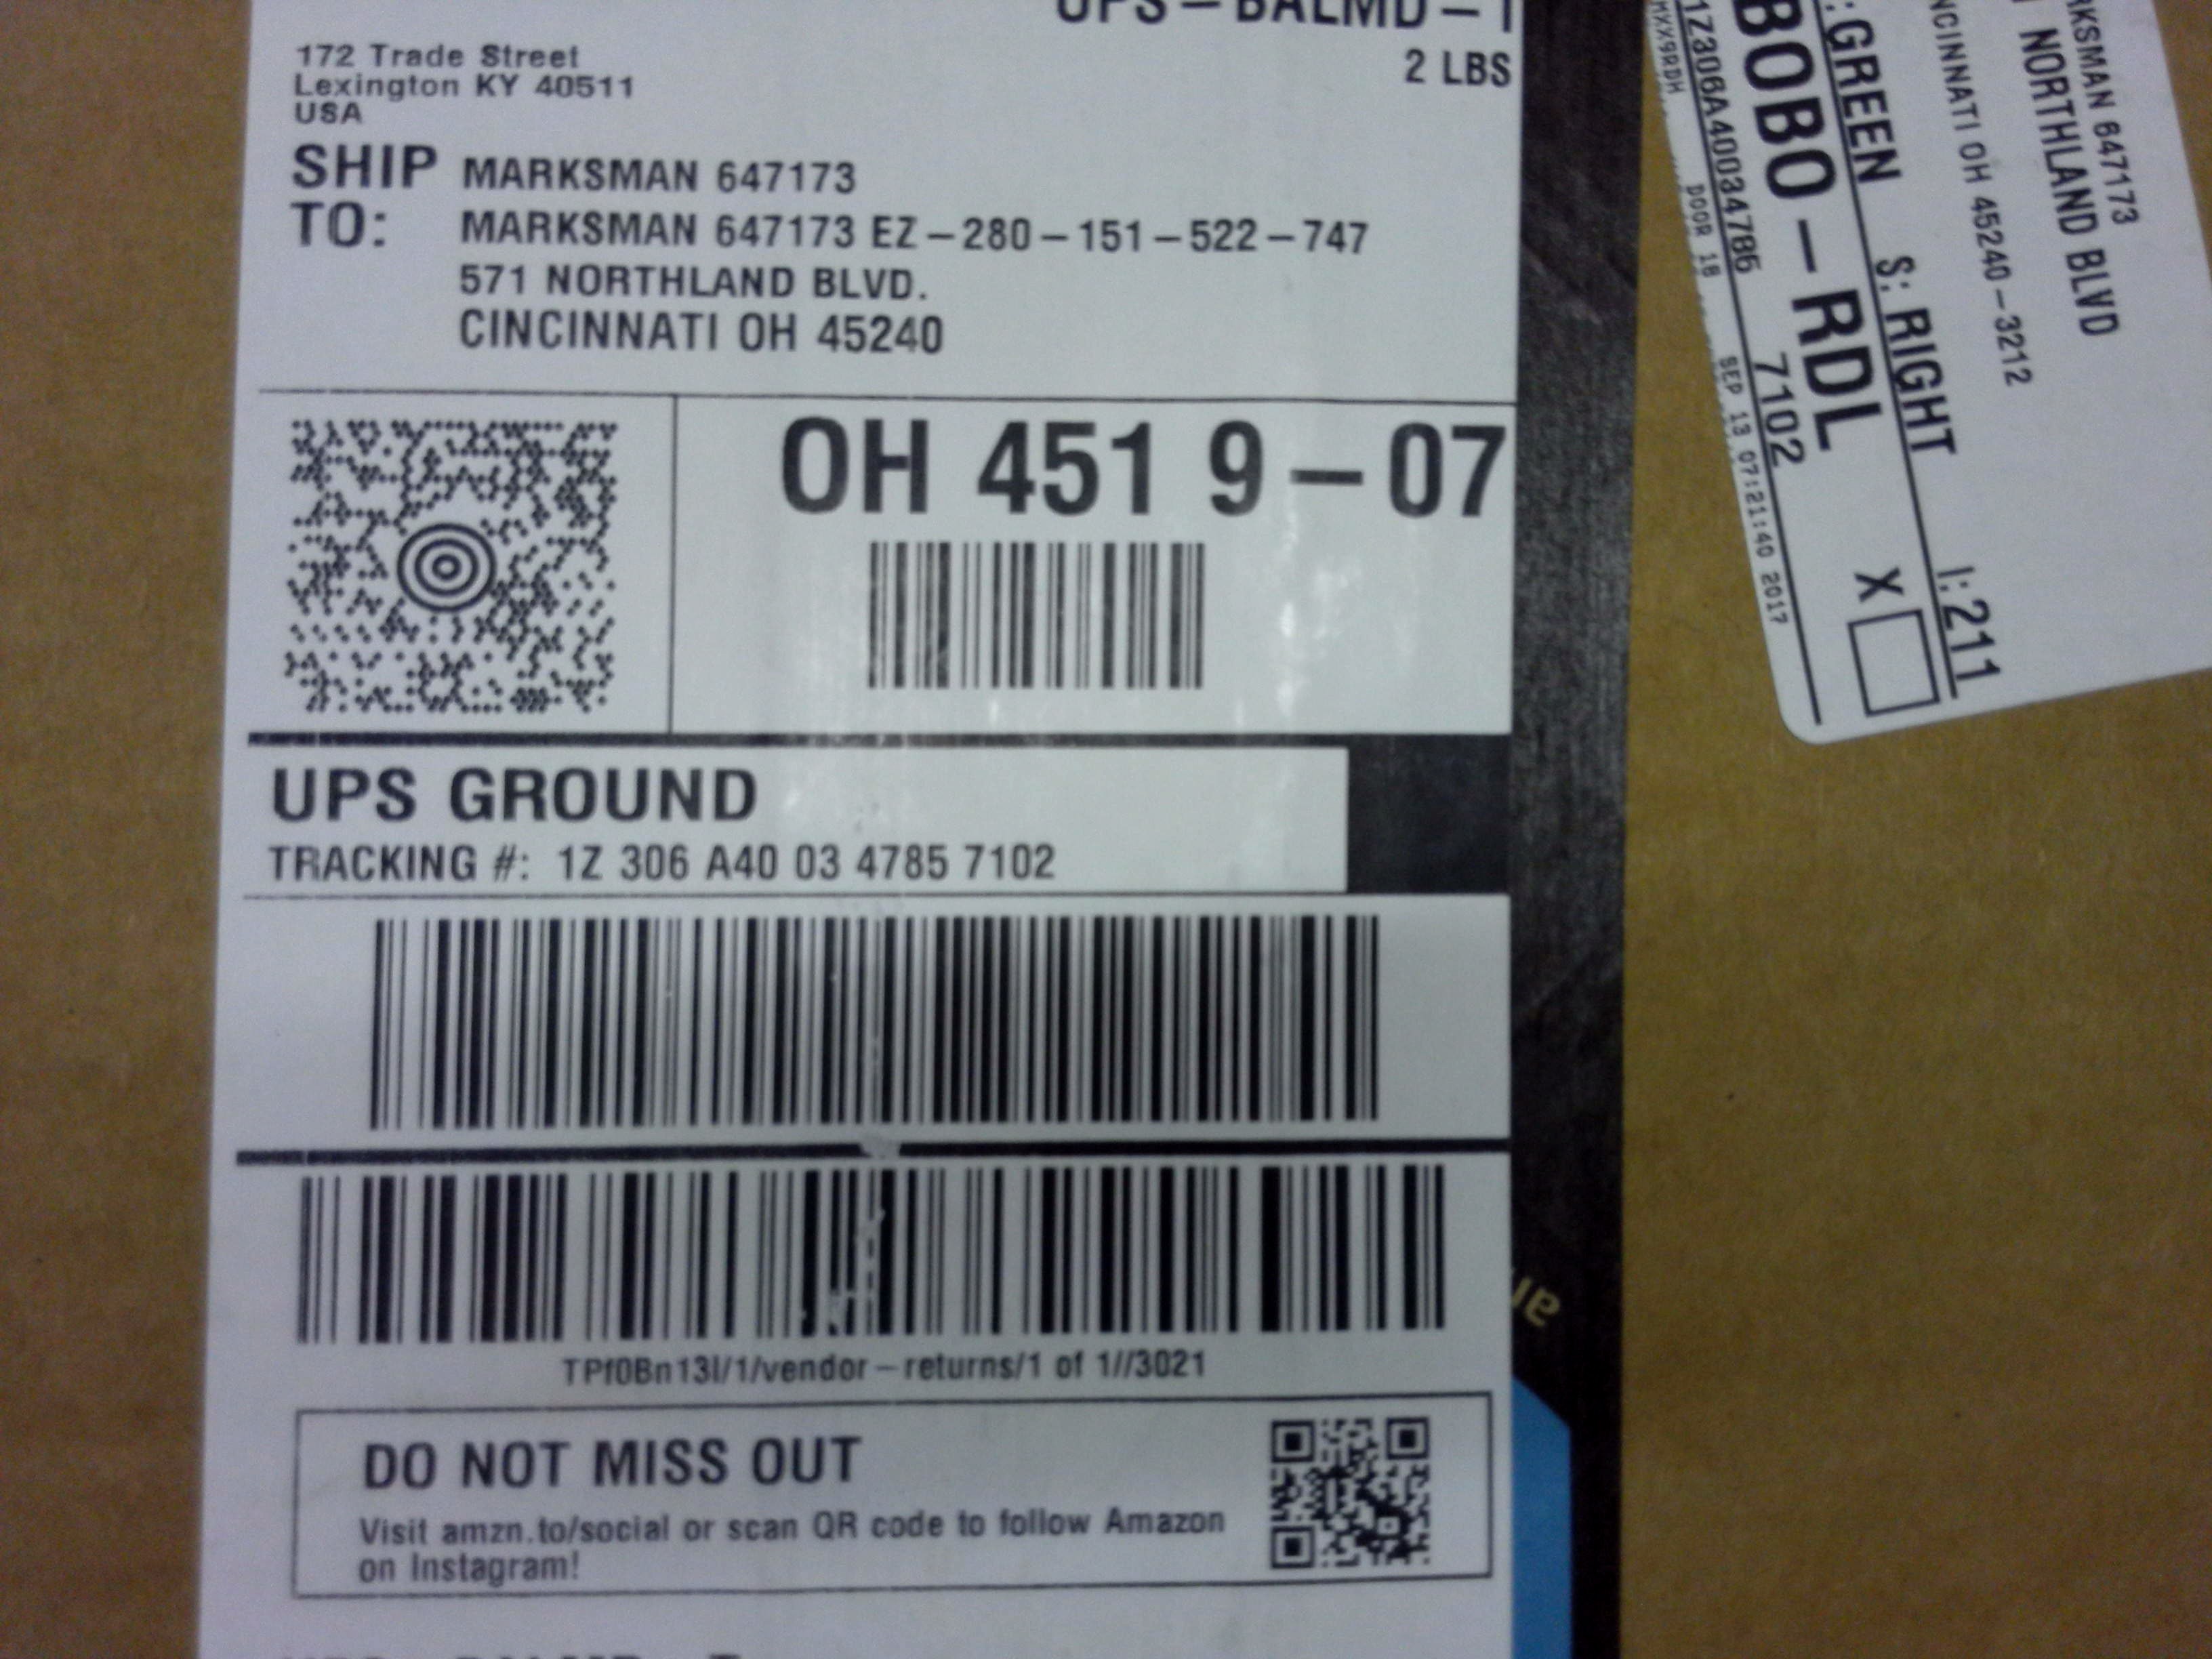 UPS-BALMD-1
172 Trade Street
2 LBS
Lexington KY 40511
USA
SHIP TO:
MARKSMAN 647173
MARKSMAN 647173 EZ-280-151-522-747
571 NORTHLAND BLVD.
CINCINNATI OH 45240
OH 451 9-07
UPS GROUND
TRACKING #: 1Z 306 A40 03 4785 7102
TPf0Bn13l/1/vendor-returns/1 of 1//3021
DO NOT MISS OUT
Visit amzn.to/social or scan QR code to follow Amazon
on Instagram!
RKSMAN 647173
NORTHLAND BLVD
NCINNATI OH 45240-3212
:GREEN S: RIGHT I:211
BOBO-RDL X
1Z306A400347856 7102
HXX9RDH DOOR 18 SEP 13 07:21:40 2017